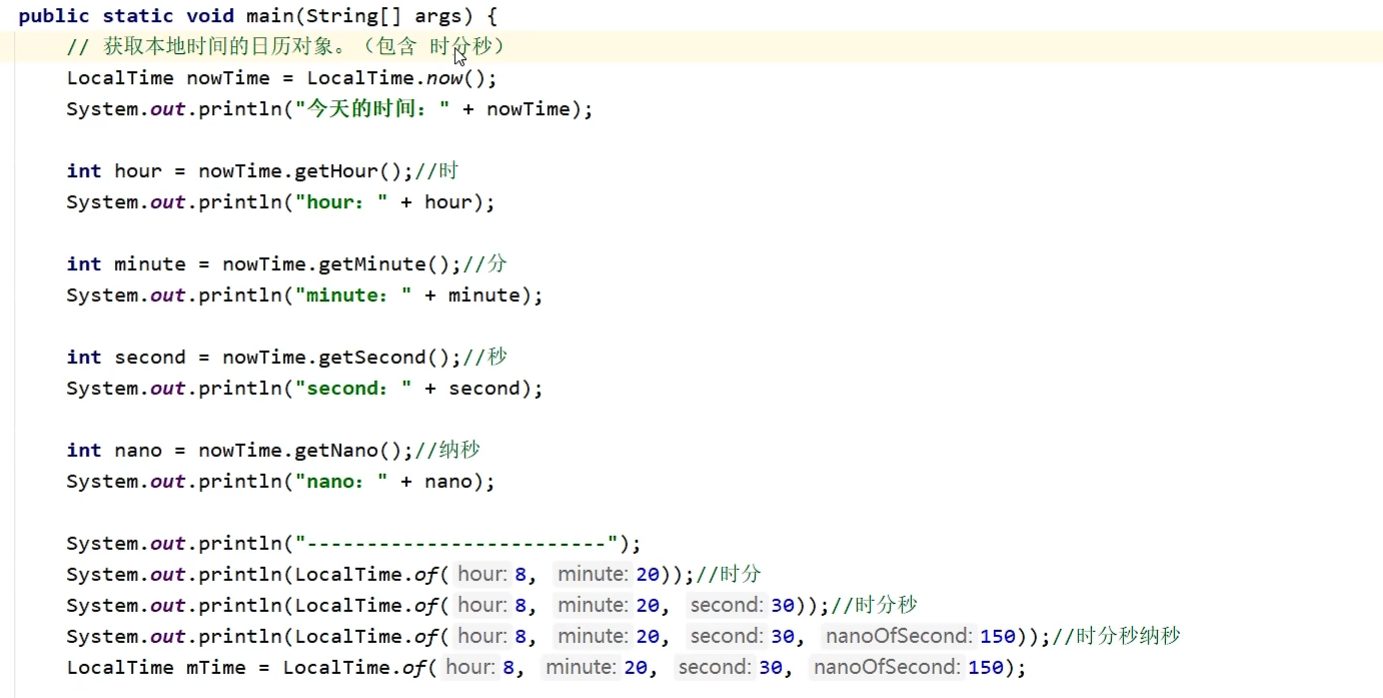 public static void main(String[] args) {
// 获取本地时间的日历对象。（包含 时分秒）
LocalTime nowTime = LocalTime.now();
System.out.println("今天的时间：" + nowTime);
int hour = nowTime.getHour();//时
System.out.println("hour：" + hour);
int minute = nowTime.getMinute();//分
System.out.println("minute：" + minute);
int second = nowTime.getSecond();//秒
System.out.println("second：" + second);
int nano = nowTime.getNano();//纳秒
System.out.println("nano：" + nano);
System.out.println("-------------------------");
System.out.println(LocalTime.of( hour: 8, minute: 20));//时分
System.out.println(LocalTime.of( hour: 8, minute: 20, second: 30));//时分秒
System.out.println(LocalTime.of( hour: 8, minute: 20, second: 30, nanoOfSecond: 150));//时分秒纳秒
LocalTime mTime = LocalTime.of( hour: 8, minute: 20, second: 30, nanoOfSecond: 150);